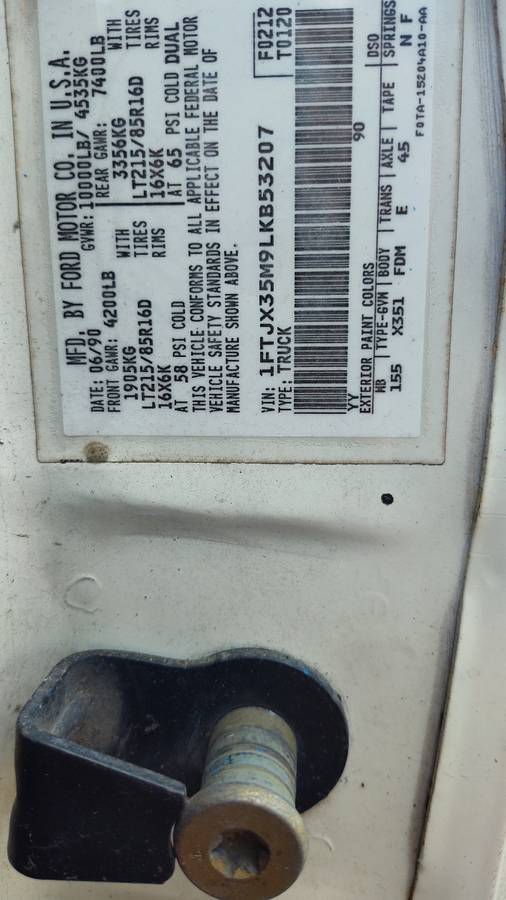 MFD. BY FORD MOTOR CO. IN U.S.A.
DATE: 06/90 GVWR: 10000LB/ 4535KG
FRONT GAWR: 4200LB REAR GAWR: 7400LB
1905KG WITH 3356KG WITH
LT215/85R16D TIRES LT215/85R16D TIRES
16X6K RIMS 16X6K RIMS
AT 58 PSI COLD AT 65 PSI COLD DUAL
THIS VEHICLE CONFORMS TO ALL APPLICABLE FEDERAL MOTOR
VEHICLE SAFETY STANDARDS IN EFFECT ON THE DATE OF
MANUFACTURE SHOWN ABOVE.
VIN: 1FTJX35M9LKB53207 F0212
TYPE: TRUCK T0120
YY 90
EXTERIOR PAINT COLORS DSO
WB TYPE-GVW BODY TRANS AXLE TAPE SPRINGS
155 X351 FDM E 45 N F
F0TA-15204A10-AA